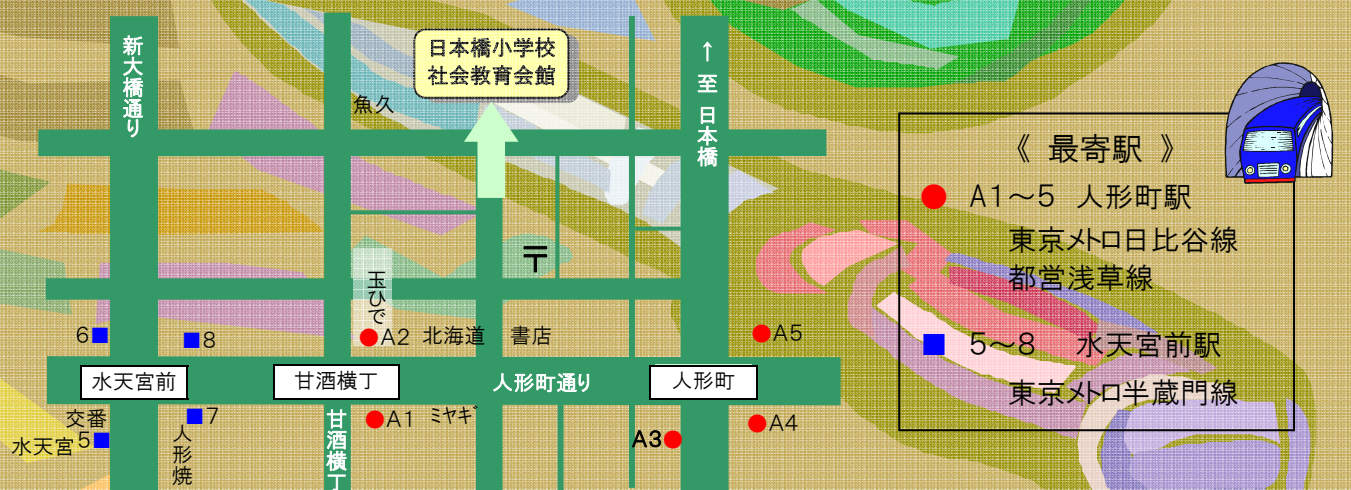 新大橋通り
日本橋小学校
社会教育会館
↑至 日本橋
魚久
《 最寄駅 》
A1～5 人形町駅
東京メトロ日比谷線
都営浅草線
5～8 水天宮前駅
東京メトロ半蔵門線
〒
玉ひで
6
8
A2 北海道 書店
A5
水天宮前
甘酒横丁
人形町通り
人形町
交番
7
A1 ミヤギ
A4
水天宮 5
人形焼
甘酒横丁
A3